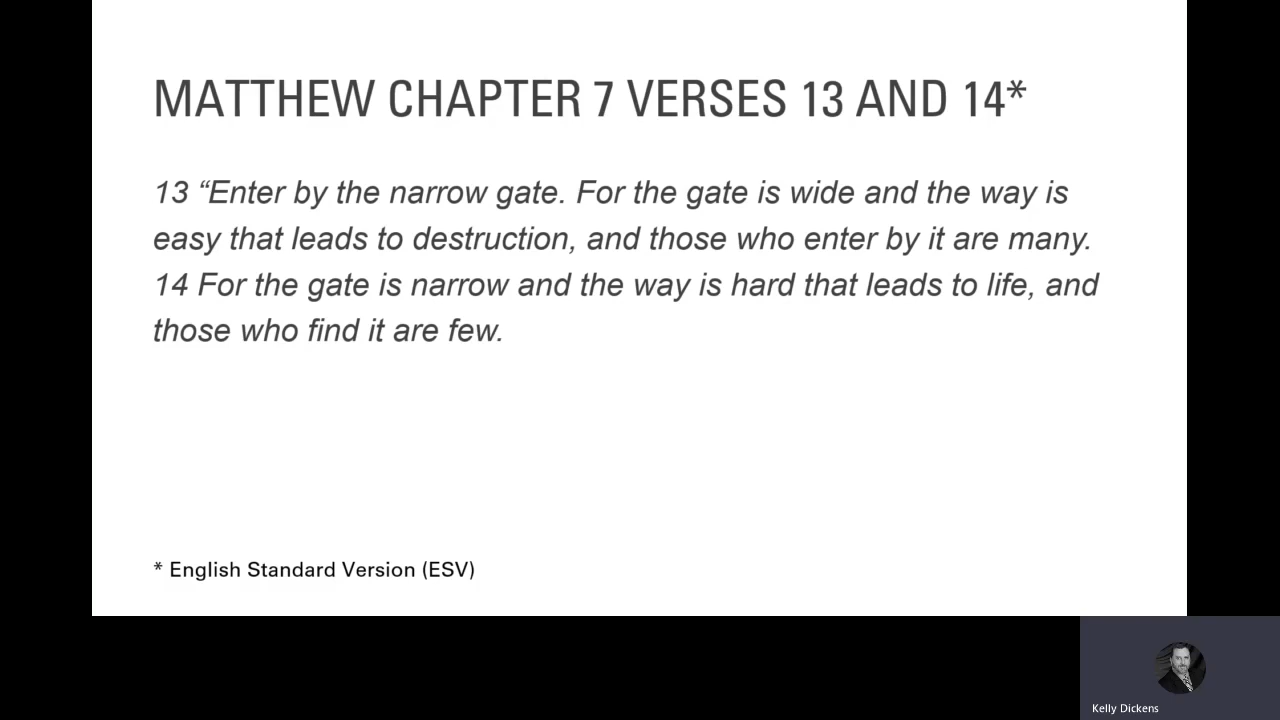 MATTHEW CHAPTER 7 VERSES 13 AND 14*
13 “Enter by the narrow gate. For the gate is wide and the way is
easy that leads to destruction, and those who enter by it are many.
14 For the gate is narrow and the way is hard that leads to life, and
those who find it are few.
* English Standard Version (ESV)
Kelly Dickens